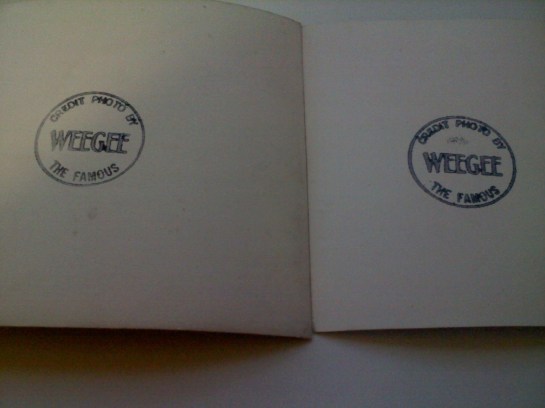 CREDIT PHOTO BY
WEEGEE
THE FAMOUS
CREDIT PHOTO BY
WEEGEE
THE FAMOUS